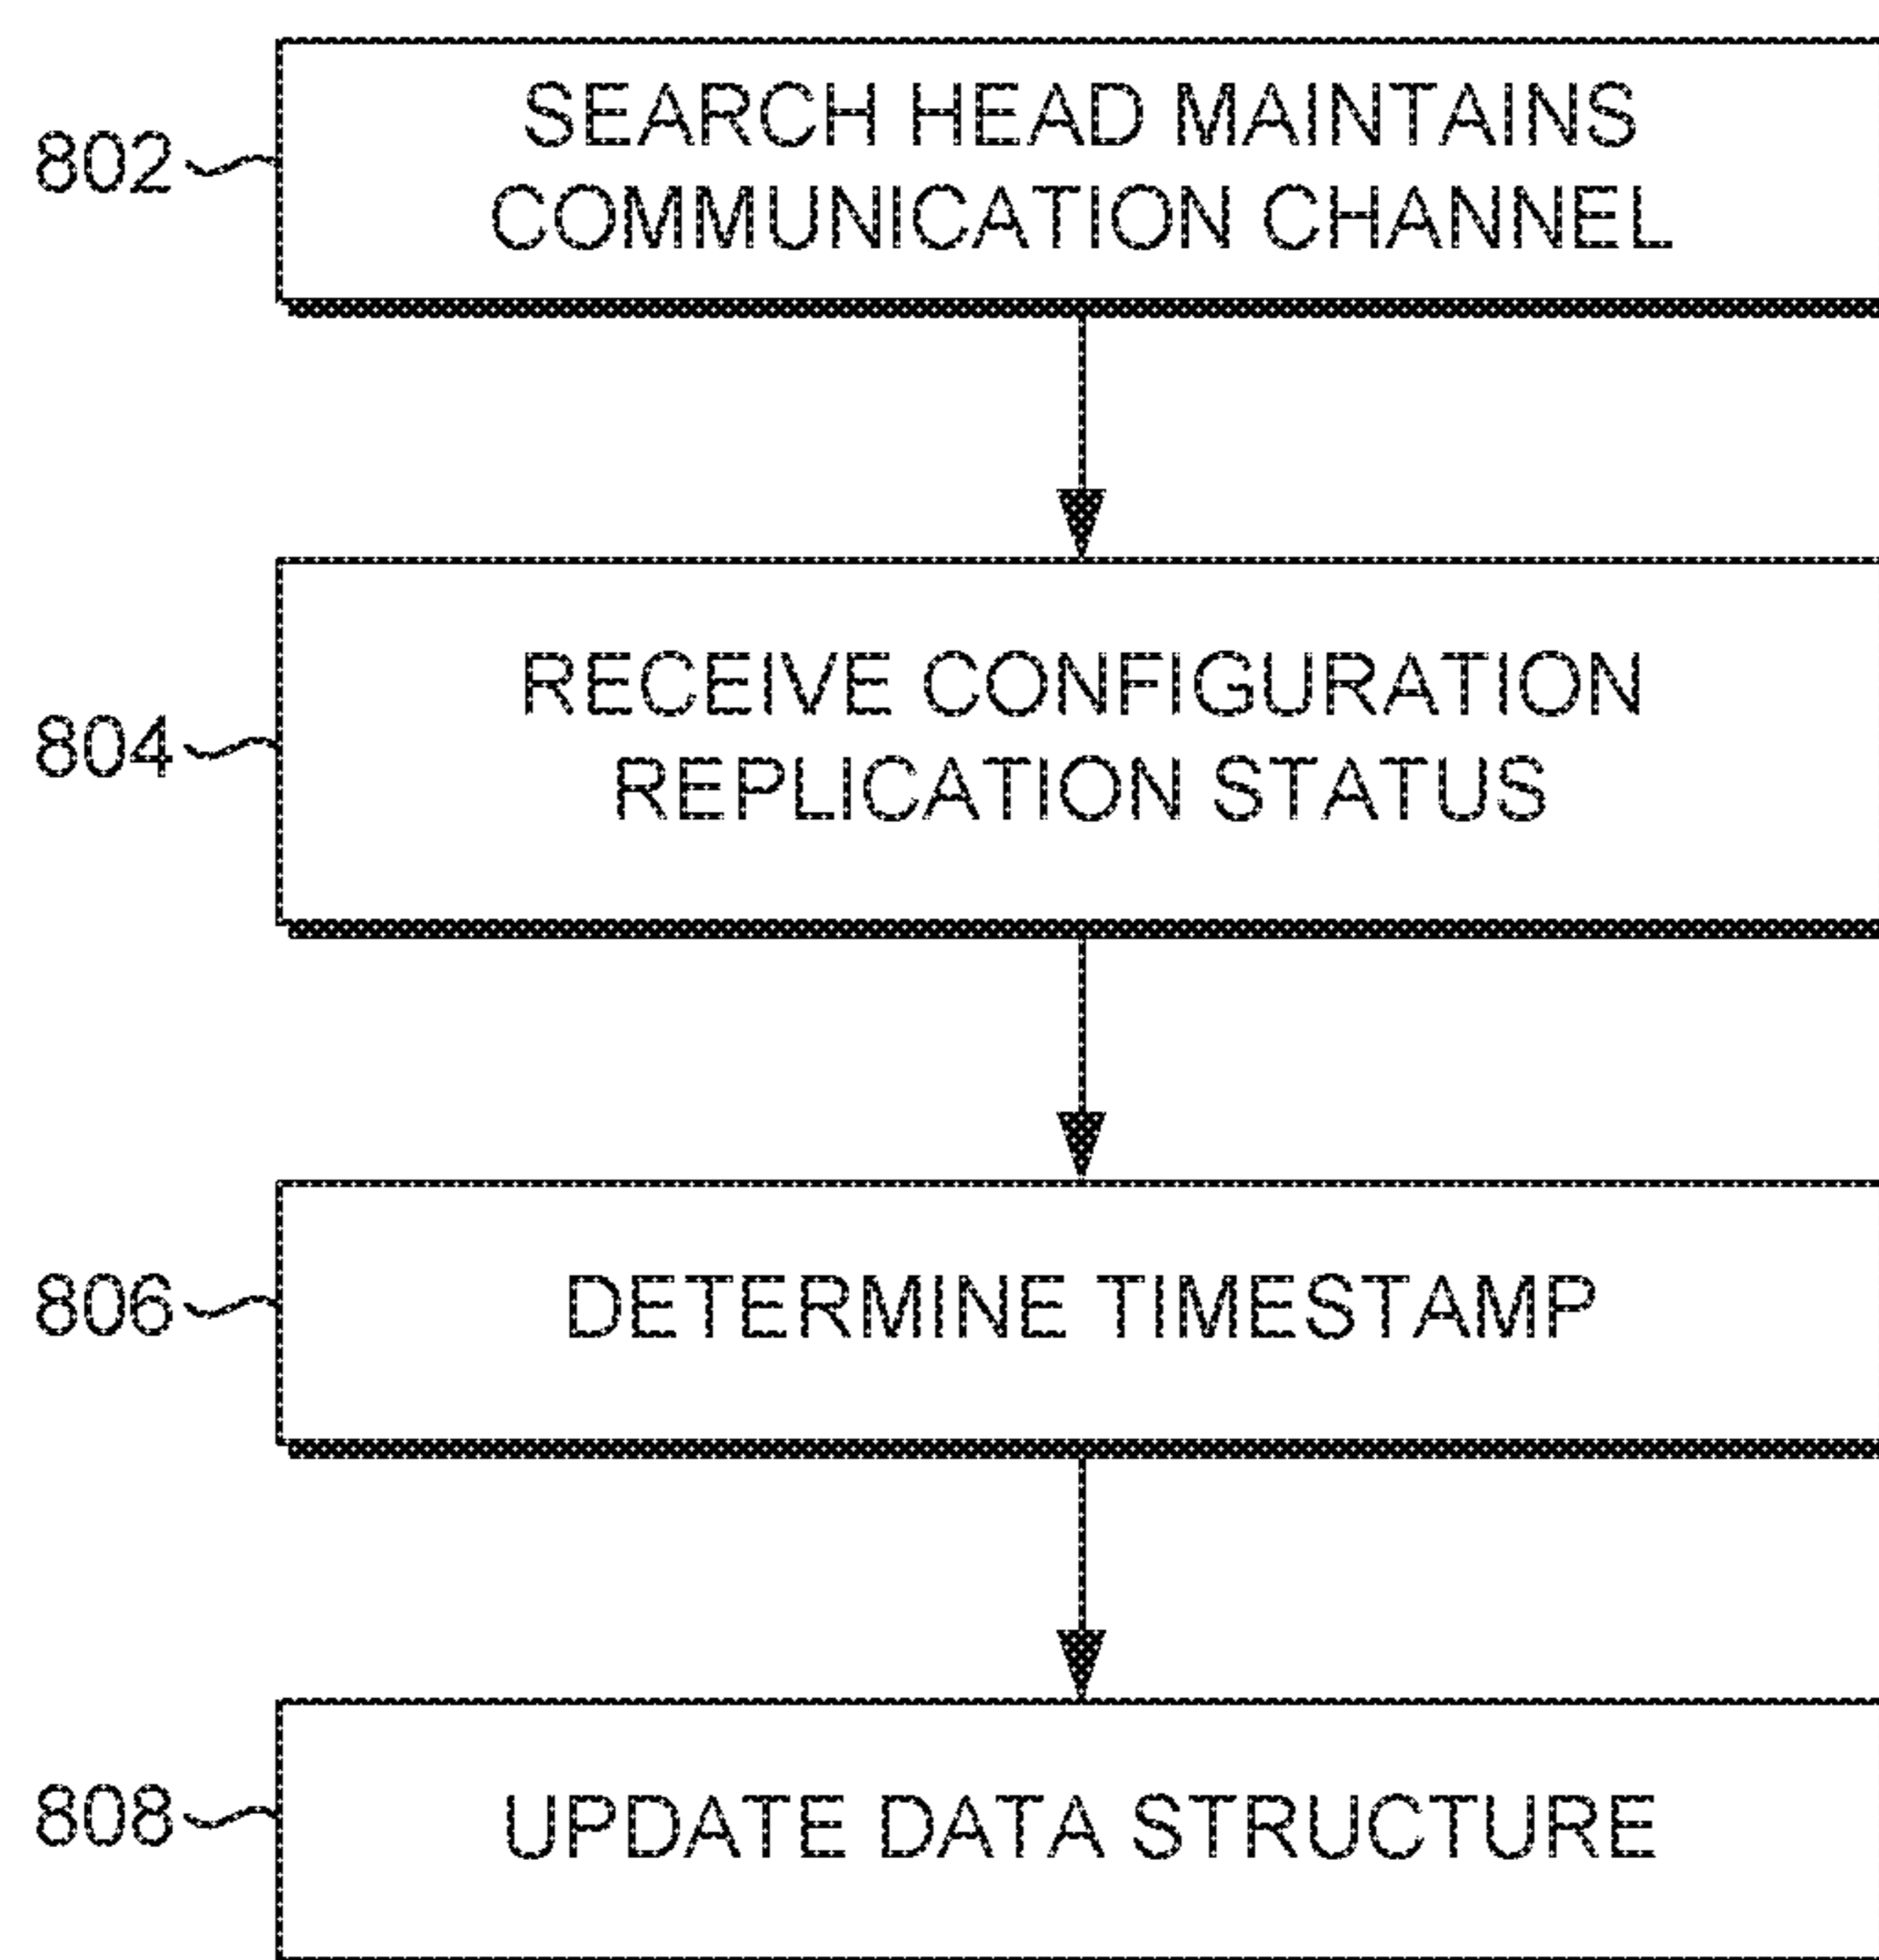 802
SEARCH HEAD MAINTAINS
COMMUNICATION CHANNEL
804
RECEIVE CONFIGURATION
REPLICATION STATUS
806
DETERMINE TIMESTAMP
808
UPDATE DATA STRUCTURE